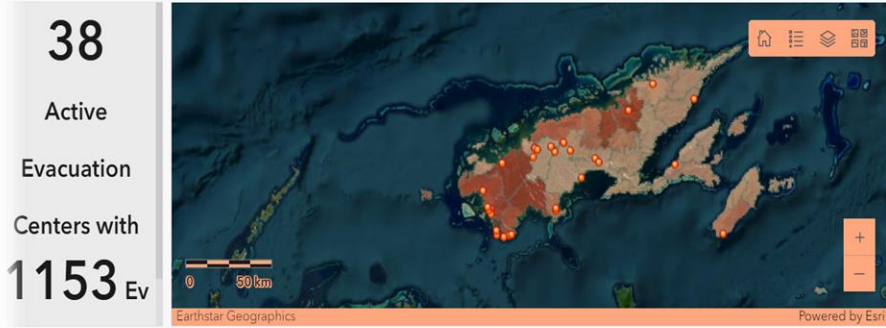 38
Active
Evacuation
Centers with
1153 Ev
0 50 km
+
−
Earthstar Geographics
Powered by Esri